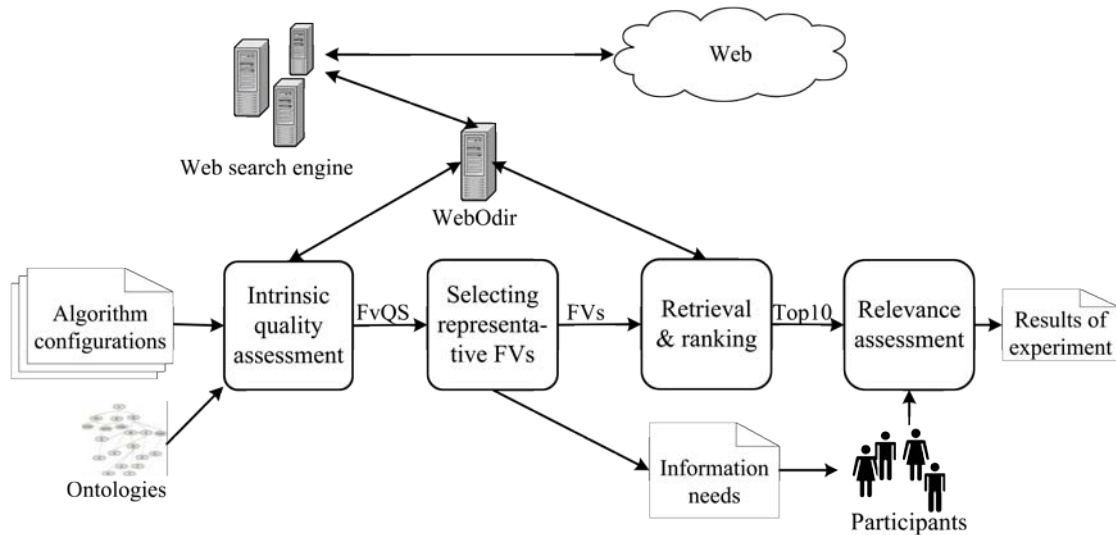 Web
Web search engine
WebOdir
Algorithm
configurations
Intrinsic
quality
assessment
FvQS
Selecting
representa-
tive FVs
FVs
Retrieval
& ranking
Top10
Relevance
assessment
Results of
experiment
Ontologies
Information
needs
Participants